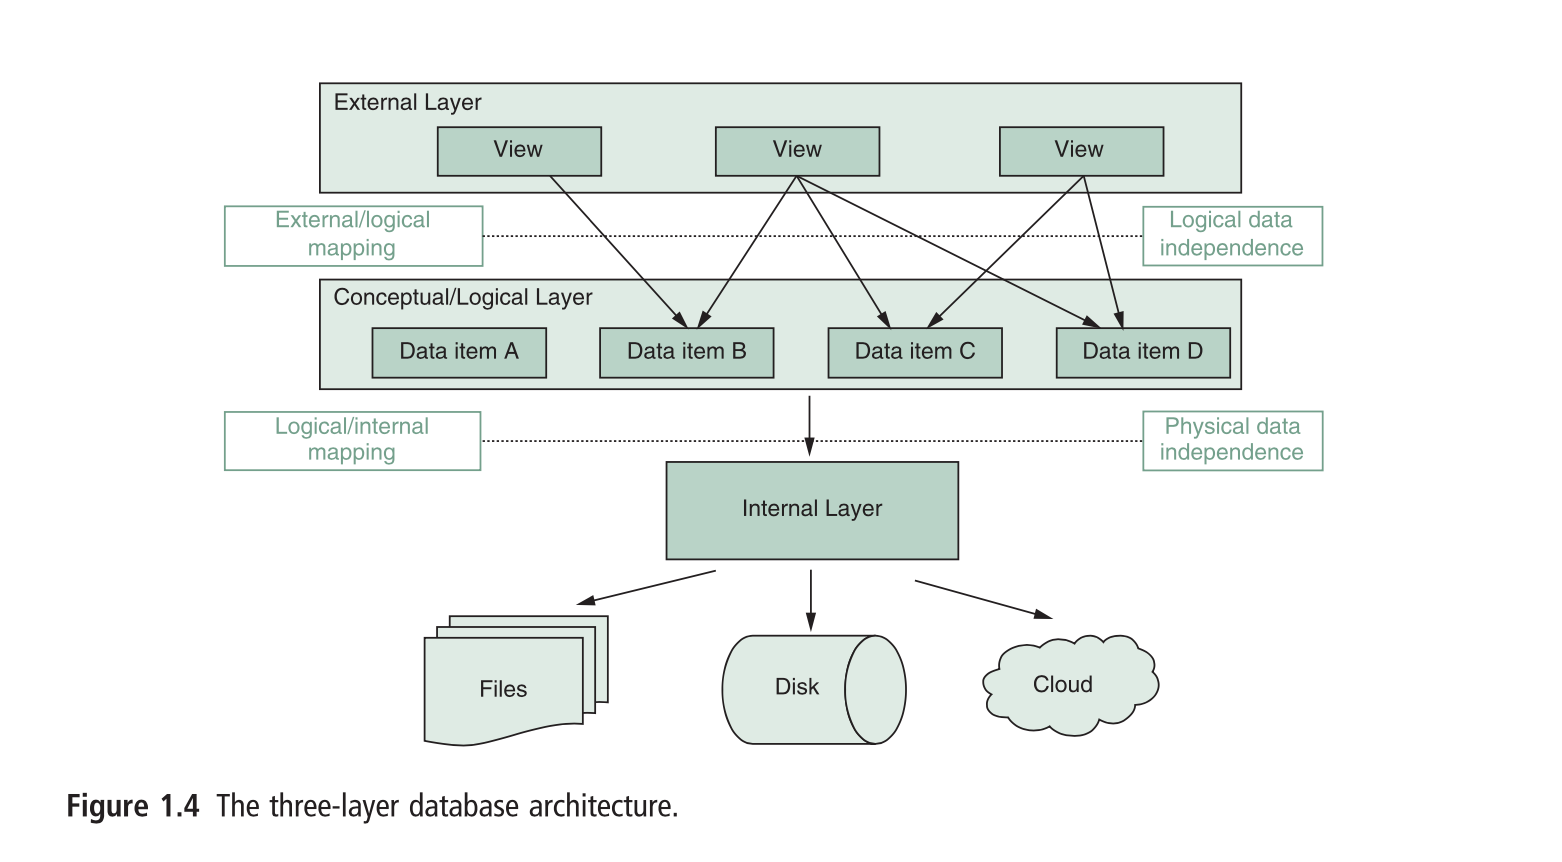 External Layer
View
View
View
External/logical
mapping
Logical data
independence
Conceptual/Logical Layer
Data item A
Data item B
Data item C
Data item D
Logical/internal
mapping
Physical data
independence
Internal Layer
Files
Disk
Cloud
Figure 1.4 The three-layer database architecture.